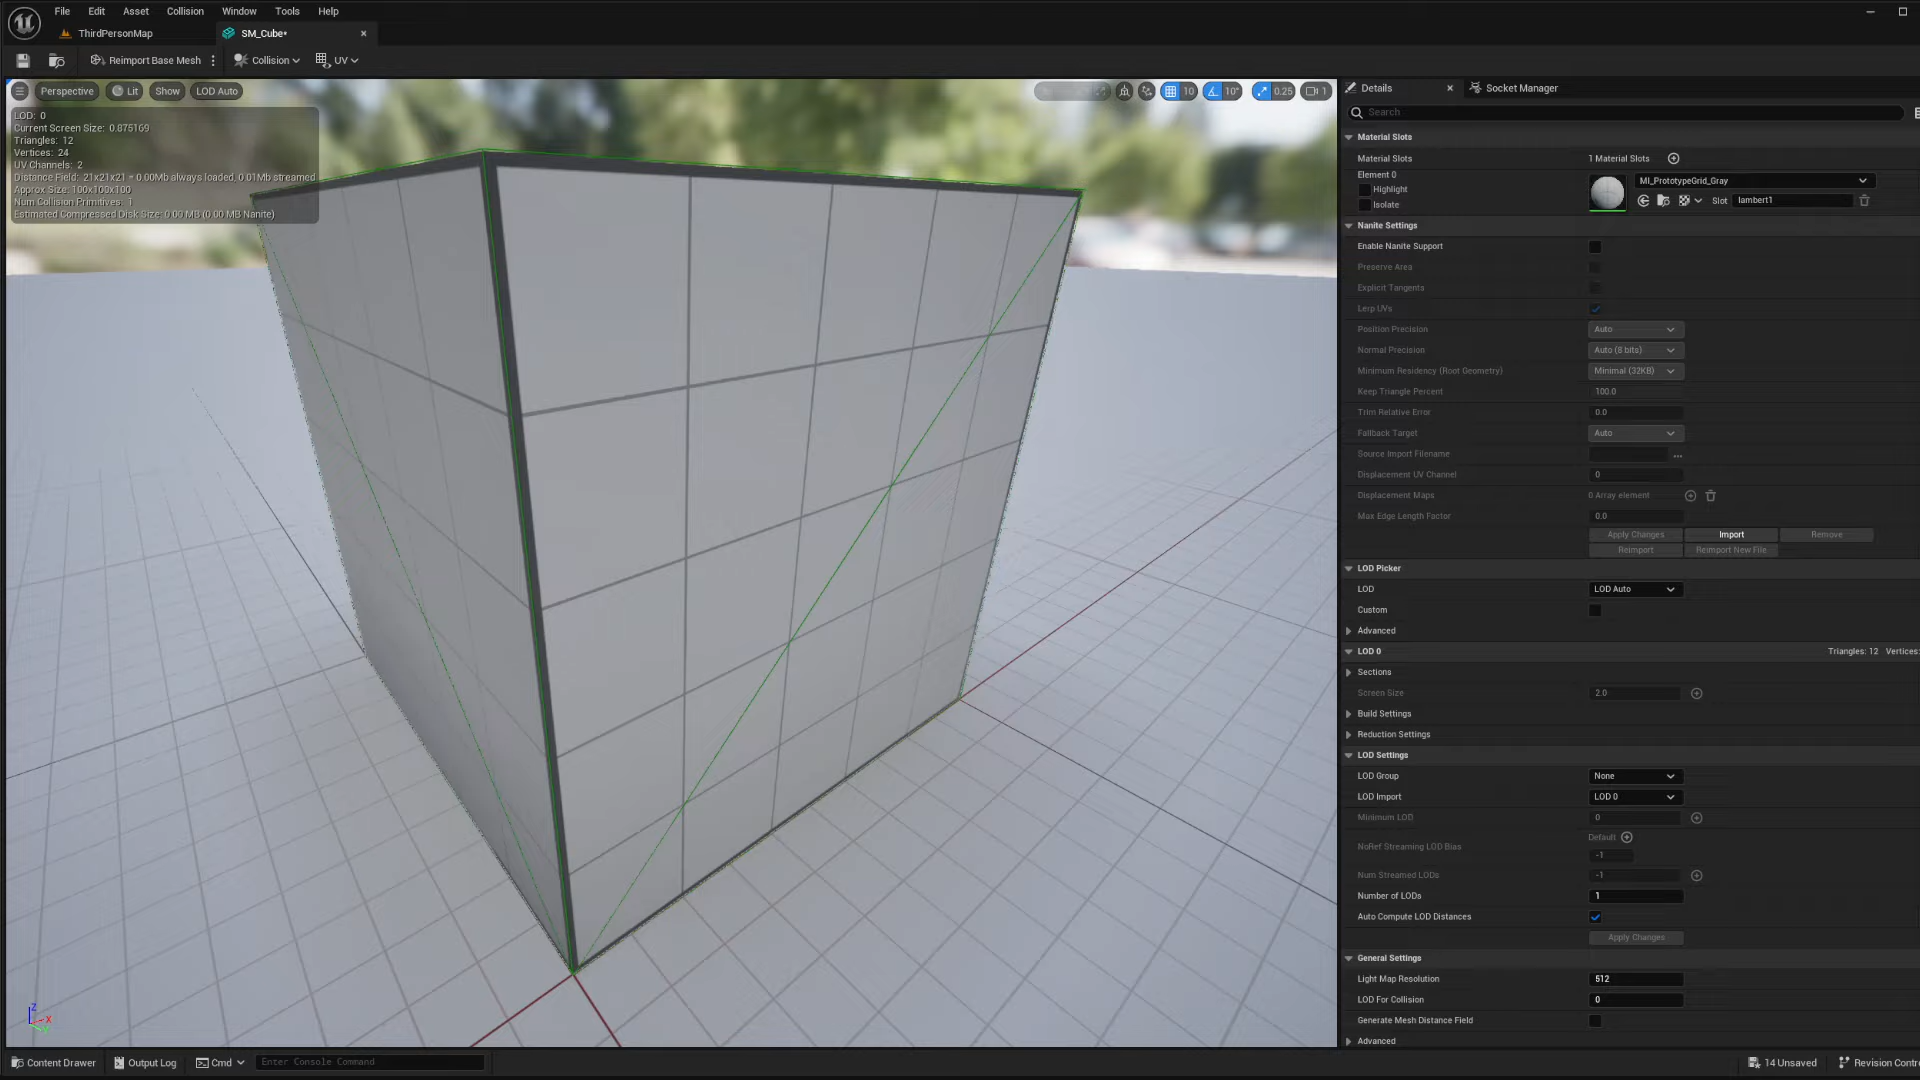 File Edit Asset Collision Window Tools Help
ThirdPersonMap SM_Cube*
Reimport Base Mesh Collision UV
Perspective Lit Show LOD Auto 10 10° 0.25 1
LOD: 0
Current Screen Size: 0.875169
Triangles: 12
Vertices: 24
UV Channels: 2
Distance Field: 21x21x21 = 0.00Mb always loaded, 0.01Mb streamed
Approx Size: 100x100x100
Num Collision Primitives: 1
Estimated Compressed Disk Size: 0.00 MB (0.00 MB Nanite)
Z
X
Y
Details Socket Manager
Search
Material Slots
Material Slots 1 Material Slots
Element 0
Highlight
Isolate
MI_PrototypeGrid_Gray
Slot lambert1
Nanite Settings
Enable Nanite Support
Preserve Area
Explicit Tangents
Lerp UVs
Position Precision Auto
Normal Precision Auto (8 bits)
Minimum Residency (Root Geometry) Minimal (32KB)
Keep Triangle Percent 100.0
Trim Relative Error 0.0
Fallback Target Auto
Source Import Filename ...
Displacement UV Channel 0
Displacement Maps 0 Array element
Max Edge Length Factor 0.0
Apply Changes Import Remove
Reimport Reimport New File
LOD Picker
LOD LOD Auto
Custom
Advanced
LOD 0 Triangles: 12 Vertices:
Sections
Screen Size 2.0
Build Settings
Reduction Settings
LOD Settings
LOD Group None
LOD Import LOD 0
Minimum LOD 0
Default
NoRef Streaming LOD Bias
-1
Num Streamed LODs -1
Number of LODs 1
Auto Compute LOD Distances
Apply Changes
General Settings
Light Map Resolution 512
LOD For Collision 0
Generate Mesh Distance Field
Advanced
Content Drawer Output Log Cmd Enter Console Command 14 Unsaved Revision Contro